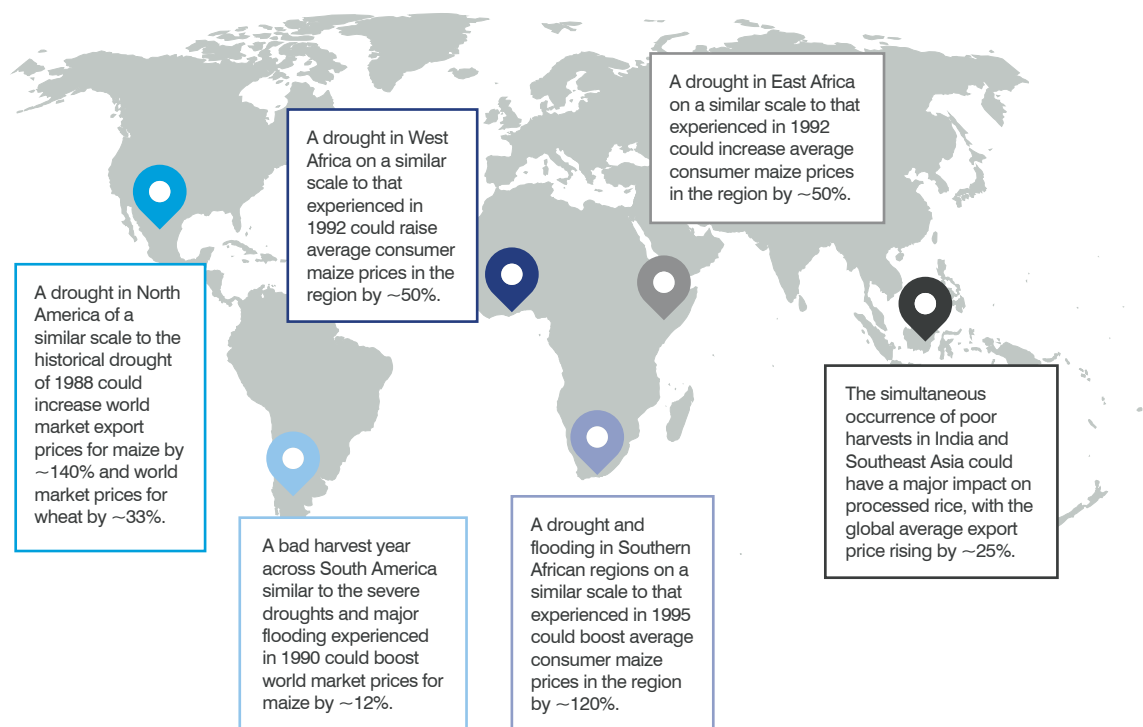 A drought in East Africa
on a similar scale to that
experienced in 1992
could increase average
consumer maize prices
in the region by ~50%.
A drought in West
Africa on a similar
scale to that
experienced in
1992 could raise
average consumer
maize prices in the
region by ~50%.
A drought in North
America of a
similar scale to the
historical drought
of 1988 could
increase world
market export
prices for maize by
~140% and world
market prices for
wheat by ~33%.
The simultaneous
occurrence of poor
harvests in India and
Southeast Asia could
have a major impact on
processed rice, with the
global average export
price rising by ~25%.
A bad harvest year
across South America
similar to the severe
droughts and major
flooding experienced
in 1990 could boost
world market prices for
maize by ~12%.
A drought and
flooding in Southern
African regions on a
similar scale to that
experienced in 1995
could boost average
consumer maize
prices in the region
by ~120%.